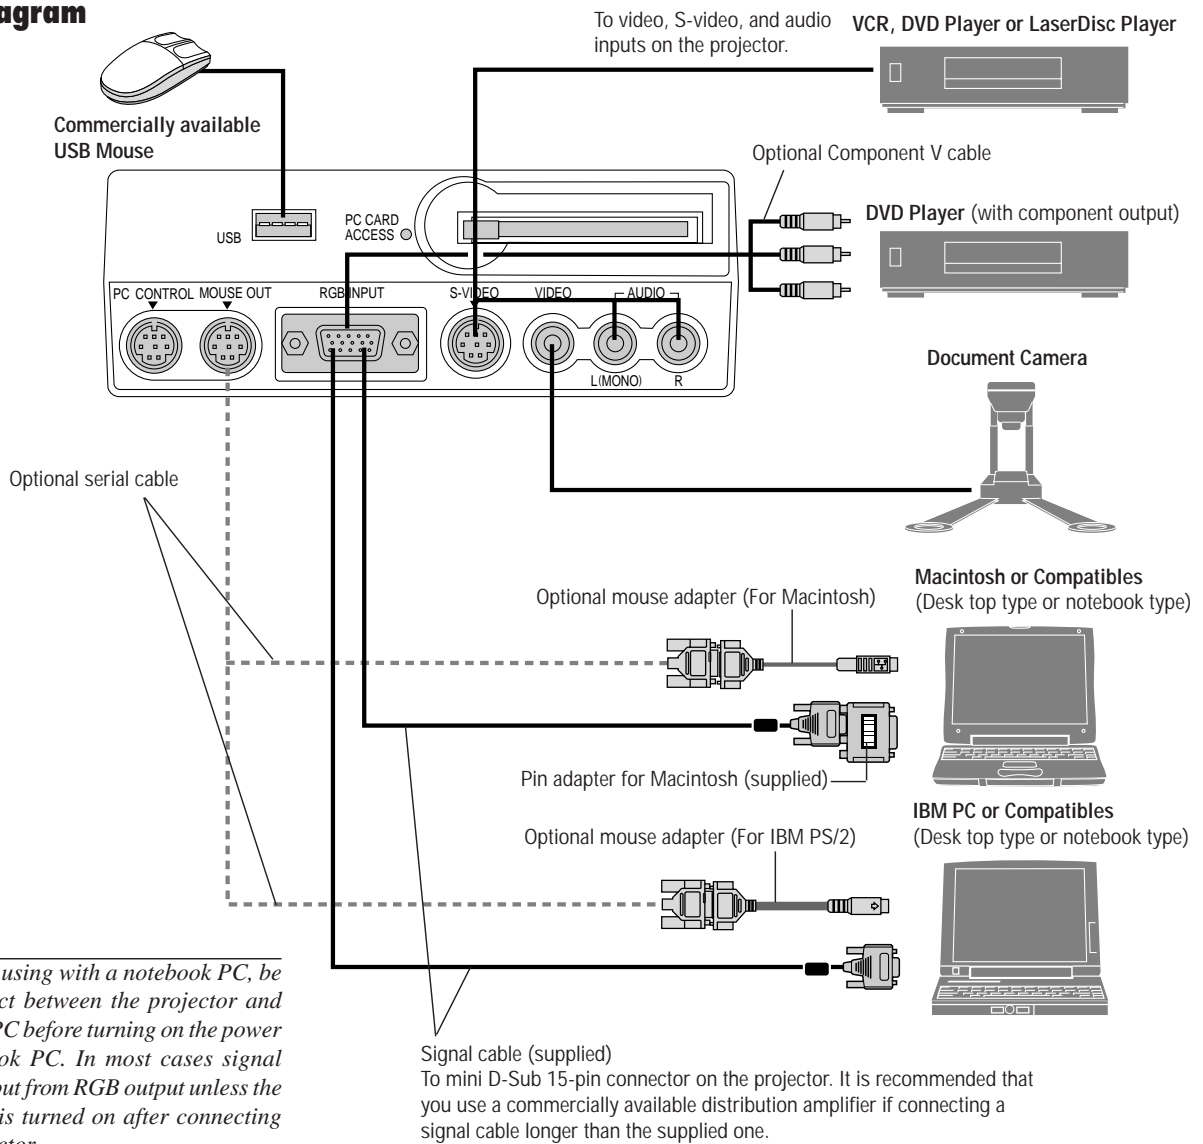 agram
To video, S-video, and audio
inputs on the projector.
VCR, DVD Player or LaserDisc Player
Commercially available
USB Mouse
Optional Component V cable
DVD Player (with component output)
USB
PC CARD
ACCESS
PC CONTROL MOUSE OUT RGB INPUT S-VIDEO VIDEO AUDIO
L(MONO) R
Document Camera
Optional serial cable
Macintosh or Compatibles
(Desk top type or notebook type)
Optional mouse adapter (For Macintosh)
Pin adapter for Macintosh (supplied)
IBM PC or Compatibles
(Desk top type or notebook type)
Optional mouse adapter (For IBM PS/2)
using with a notebook PC, be
ct between the projector and
PC before turning on the power
ok PC. In most cases signal
out from RGB output unless the
is turned on after connecting
Signal cable (supplied)
To mini D-Sub 15-pin connector on the projector. It is recommended that
you use a commercially available distribution amplifier if connecting a
signal cable longer than the supplied one.